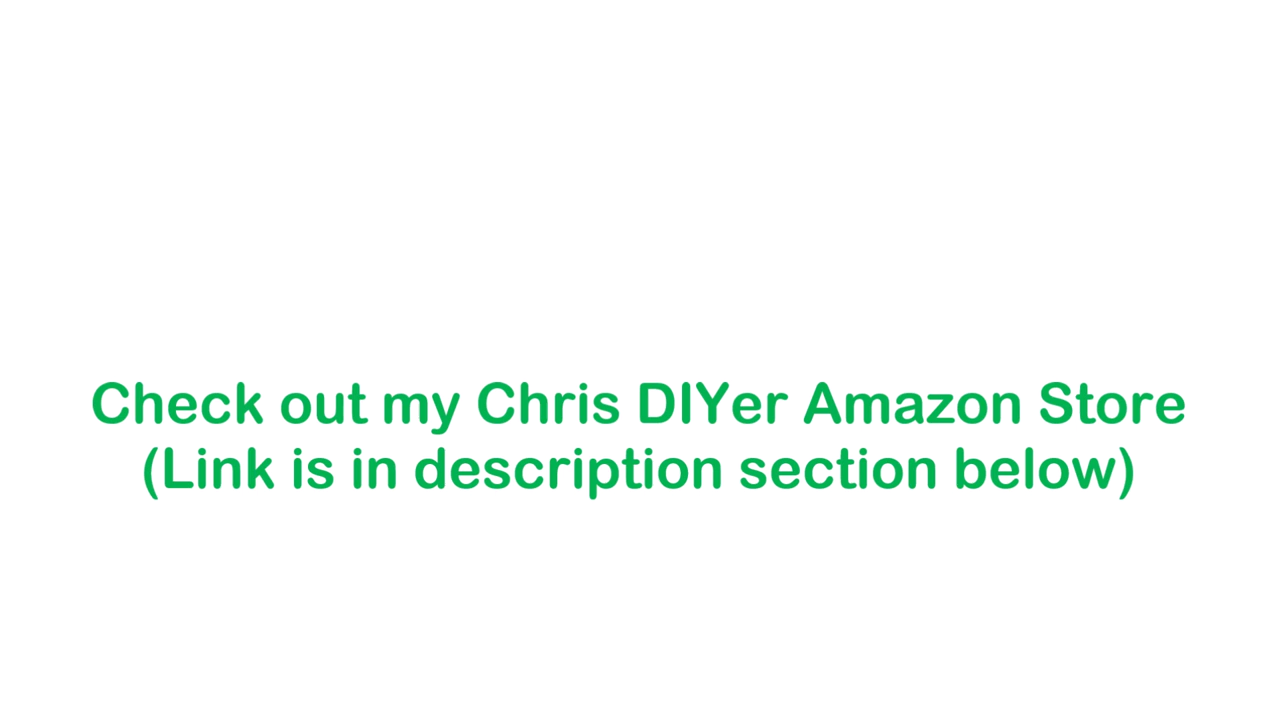 Check out my Chris DIYer Amazon Store
(Link is in description section below)